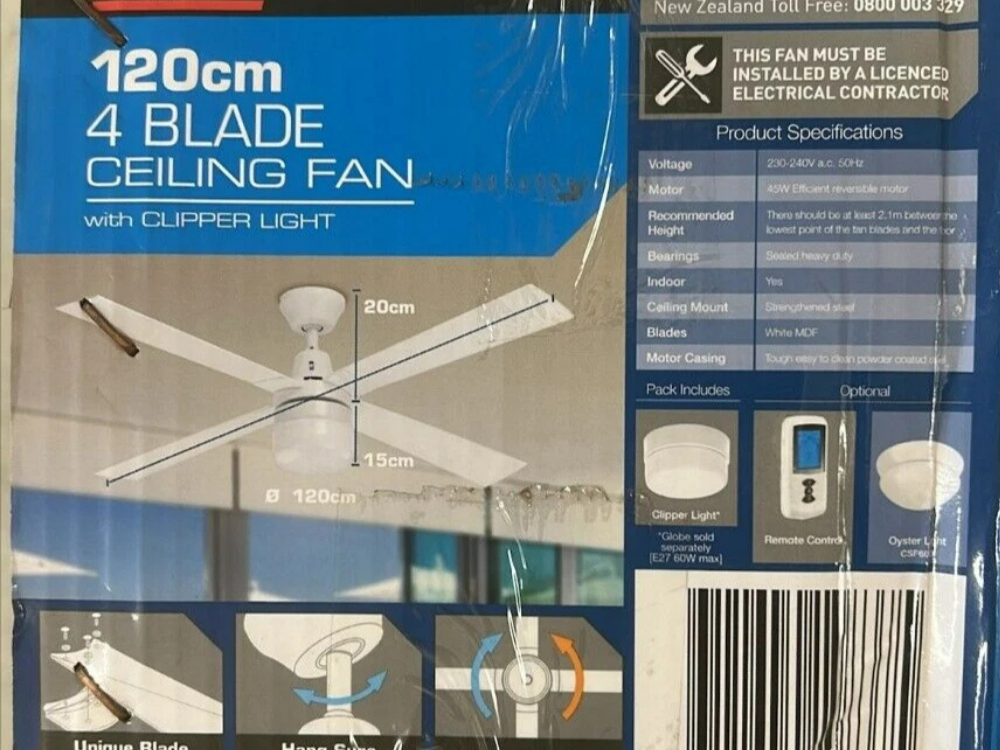 120cm
4 BLADE
CEILING FAN
with CLIPPER LIGHT
20cm
15cm
Ø 120cm
Unique Blade
Hang Sure
New Zealand Toll Free: 0800 003 329
THIS FAN MUST BE
INSTALLED BY A LICENCED
ELECTRICAL CONTRACTOR
Product Specifications
Voltage 230-240V a.c. 50Hz
Motor 45W Efficient reversible motor
Recommended Height There should be at least 2.1m between the
lowest point of the fan blades and the
Bearings Sealed heavy duty
Indoor Yes
Ceiling Mount Strengthened steel
Blades White MDF
Motor Casing Tough easy to clean powder coated
Pack Includes
Optional
Clipper Light*
*Globe sold
separately
[E27 60W max]
Remote Control
Oyster Light